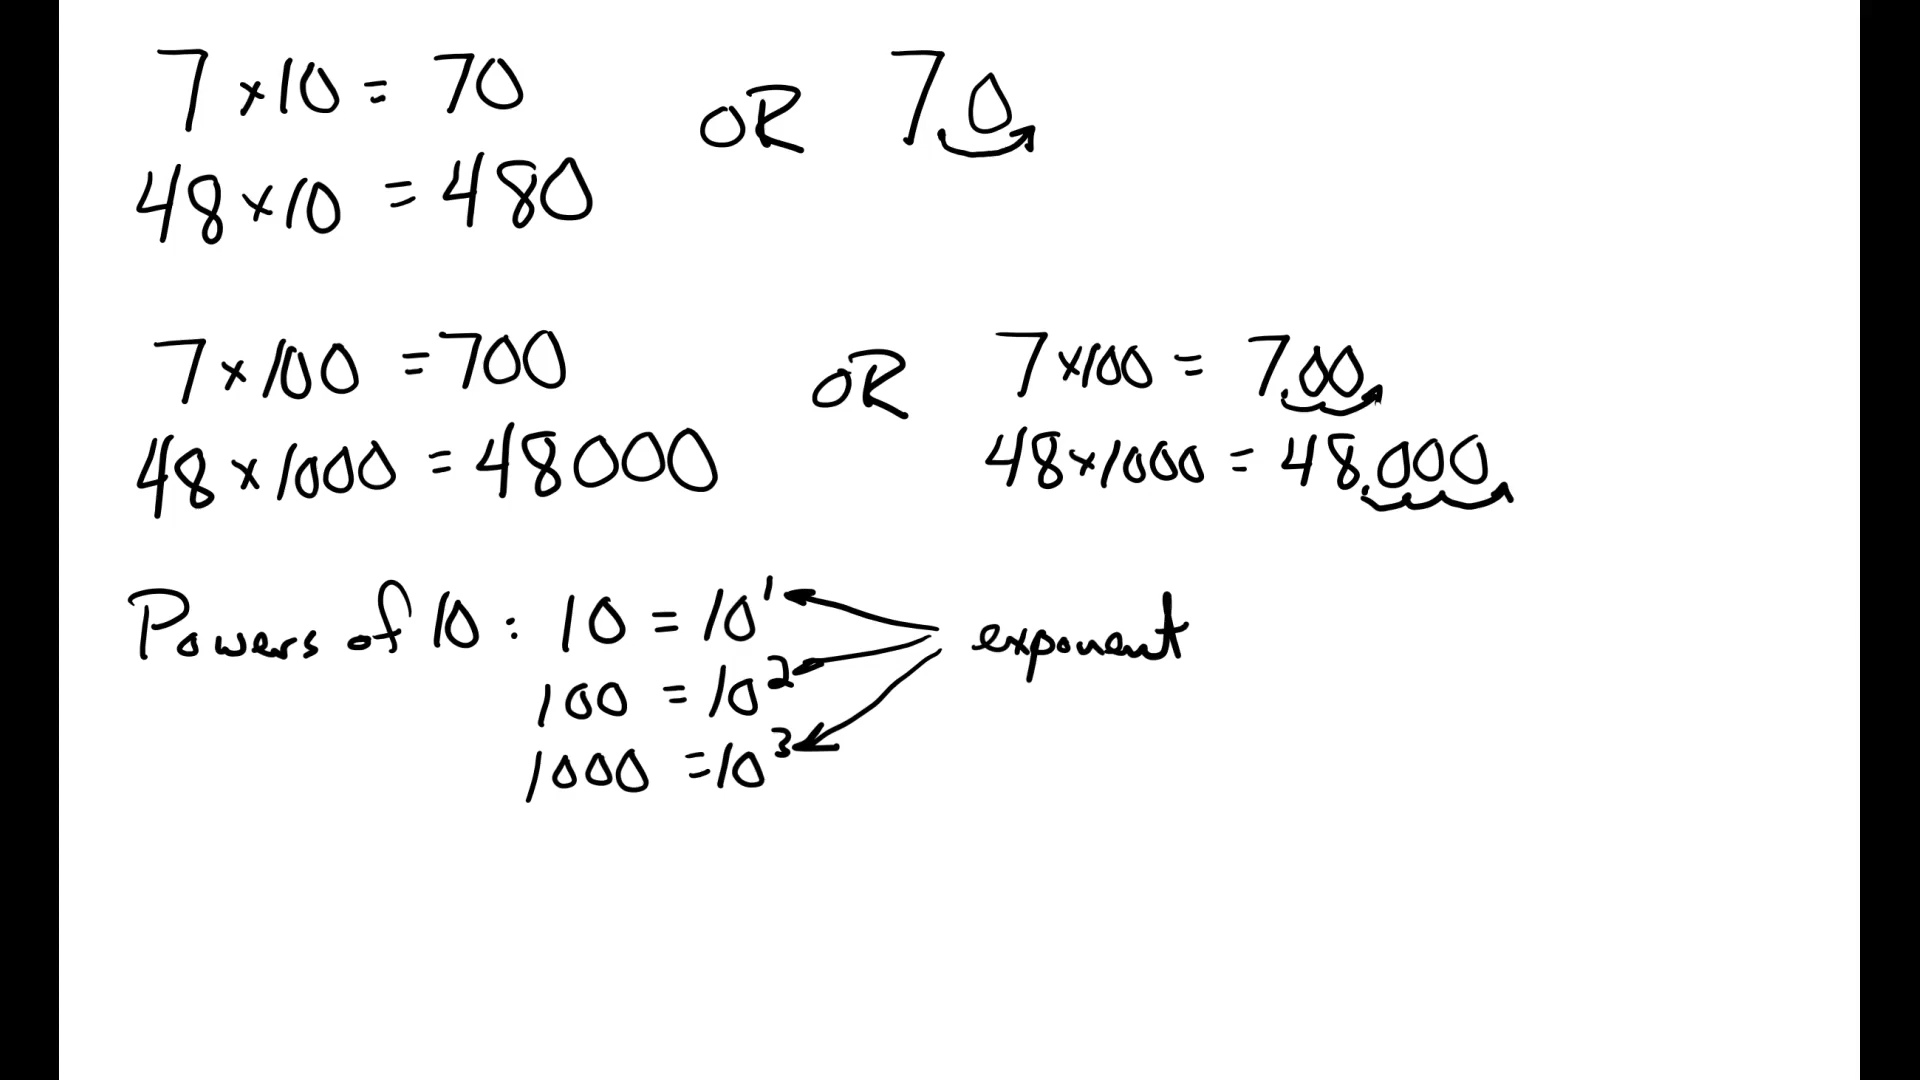 7 × 10 = 70 OR 7.0
48 × 10 = 480
7 × 100 = 700 OR 7 × 100 = 7.00
48 × 1000 = 48000 48 × 1000 = 48.000
Powers of 10 : 10 = 10¹ exponent
100 = 10²
1000 = 10³